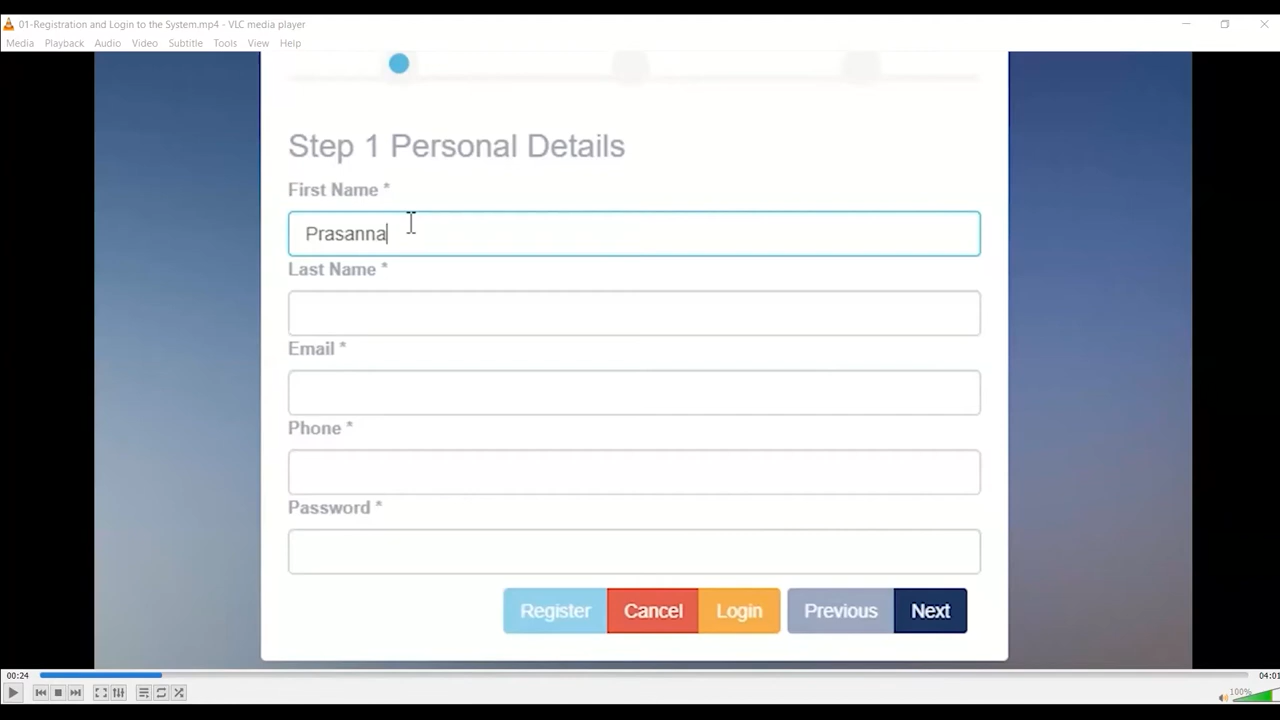 01-Registration and Login to the System.mp4 - VLC media player
Media Playback Audio Video Subtitle Tools View Help
Step 1 Personal Details
First Name *
Prasanna
Last Name *
Email *
Phone *
Password *
Register Cancel Login Previous Next
00:24 04:01
100%